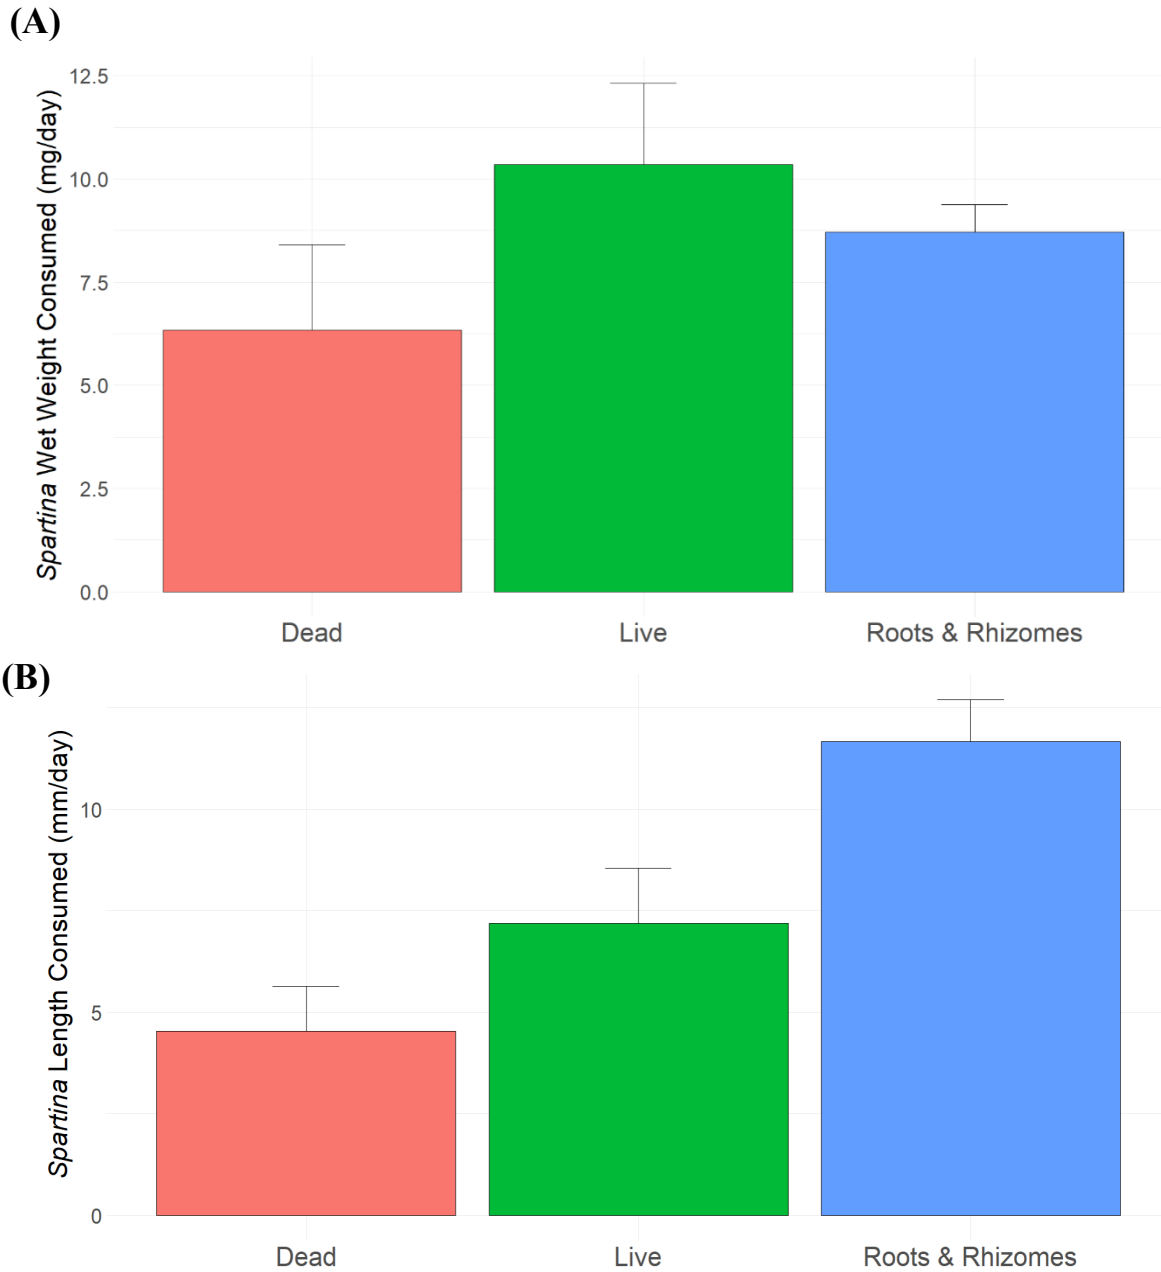 (A)
Spartina Wet Weight Consumed (mg/day)
12.5
10.0
7.5
5.0
2.5
0.0
Dead Live Roots & Rhizomes
(B)
Spartina Length Consumed (mm/day)
10
5
0
Dead Live Roots & Rhizomes